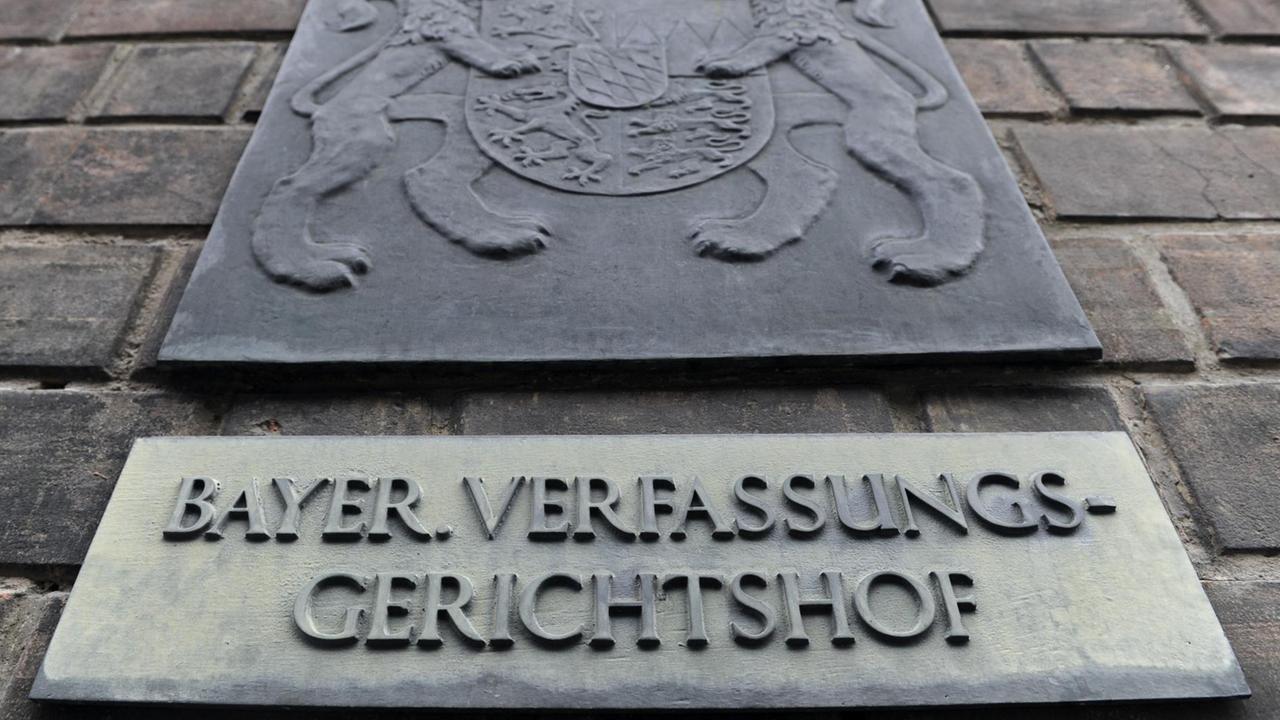 BAYER. VERFASSUNGS-
GERICHTSHOF